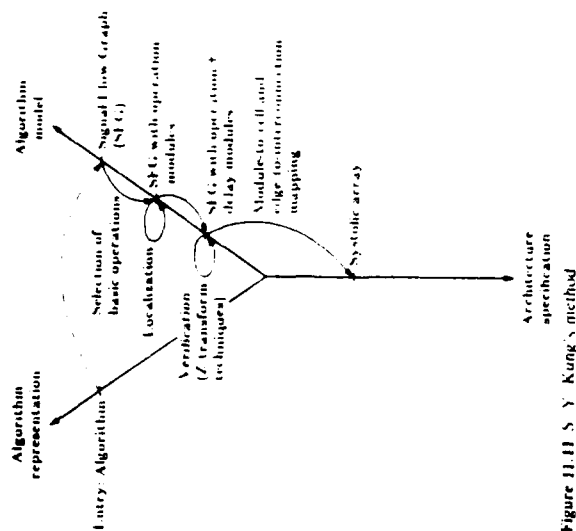 Algorithm
representation
Algorithm
model
Entry: Algorithm
Signal Flow Graph
(SFG)
Selection of
basic operations
SFG with operation
modules
Localization
SFG with operation +
delay modules
Verification
(Z transform
techniques)
Module-to cell and
edge to-interconnection
mapping
Systolic array
Architecture
specification
Figure 11.11 S Y Kung's method